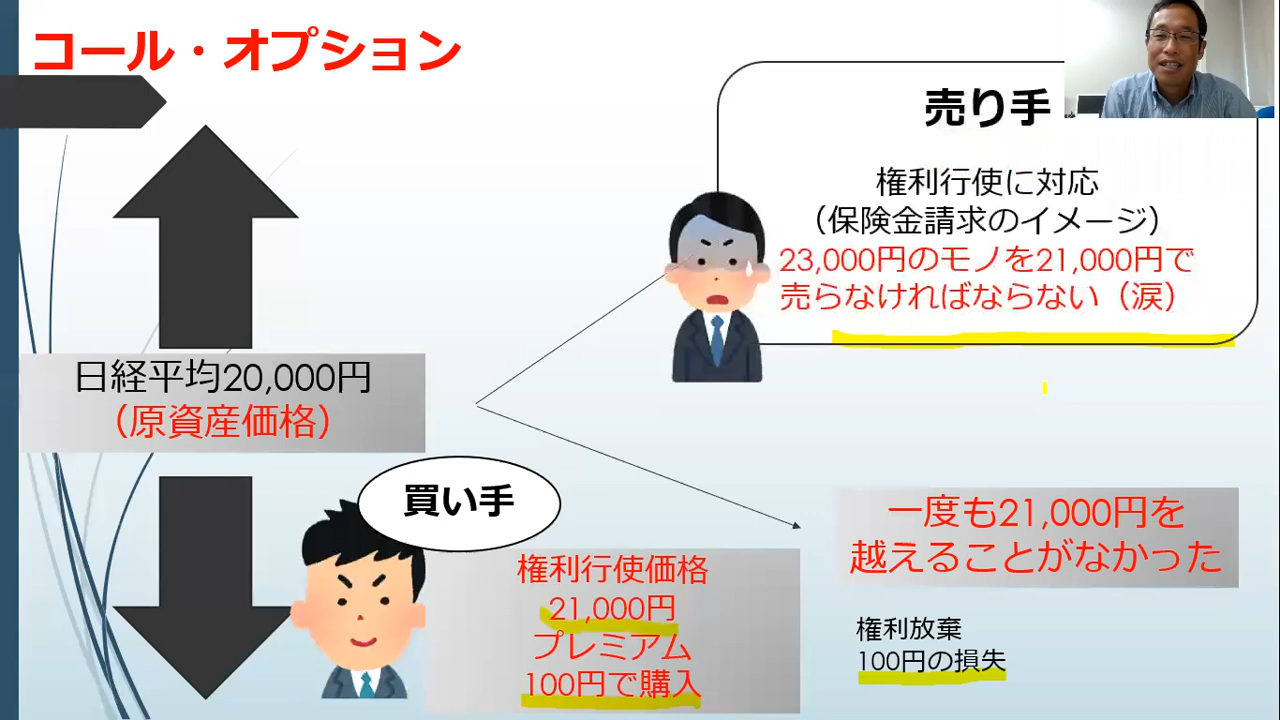 コール・オプション
売り手
権利行使に対応
（保険金請求のイメージ）
23,000円のモノを21,000円で
売らなければならない（涙）
日経平均20,000円
（原資産価格）
買い手
権利行使価格
21,000円
プレミアム
100円で購入
一度も21,000円を
越えることがなかった
権利放棄
100円の損失